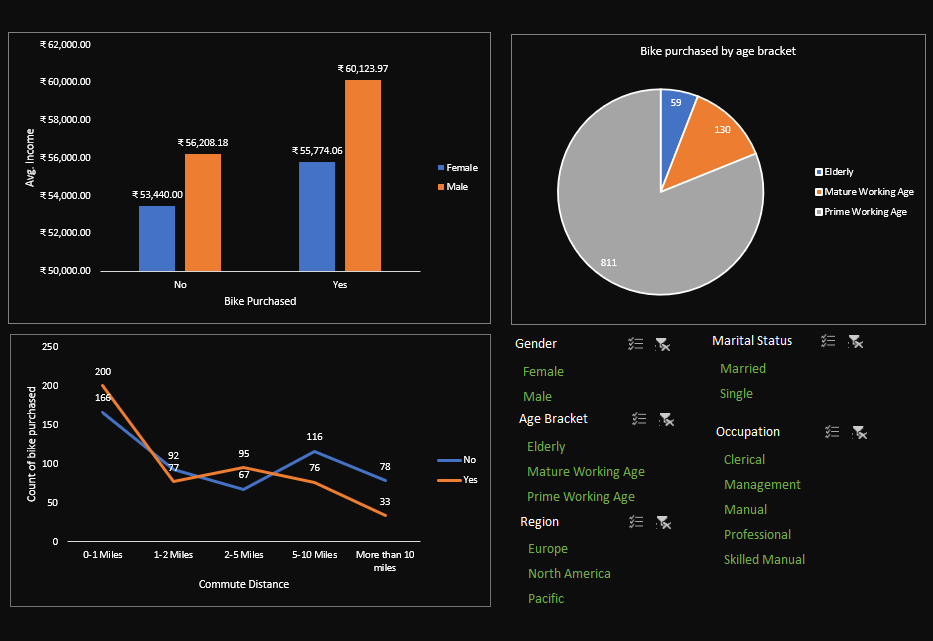 ₹ 62,000.00
₹ 60,000.00
₹ 58,000.00
₹ 56,000.00
₹ 54,000.00
₹ 52,000.00
₹ 50,000.00
Avg. Income
₹ 53,440.00
₹ 56,208.18
₹ 55,774.06
₹ 60,123.97
No
Yes
Bike Purchased
Female
Male
Bike purchased by age bracket
59
130
811
Elderly
Mature Working Age
Prime Working Age
250
200
150
100
50
0
Count of bike purchased
200
166
92
77
95
67
116
76
78
33
0-1 Miles
1-2 Miles
2-5 Miles
5-10 Miles
More than 10
miles
Commute Distance
No
Yes
Gender
Female
Male
Age Bracket
Elderly
Mature Working Age
Prime Working Age
Region
Europe
North America
Pacific
Marital Status
Married
Single
Occupation
Clerical
Management
Manual
Professional
Skilled Manual